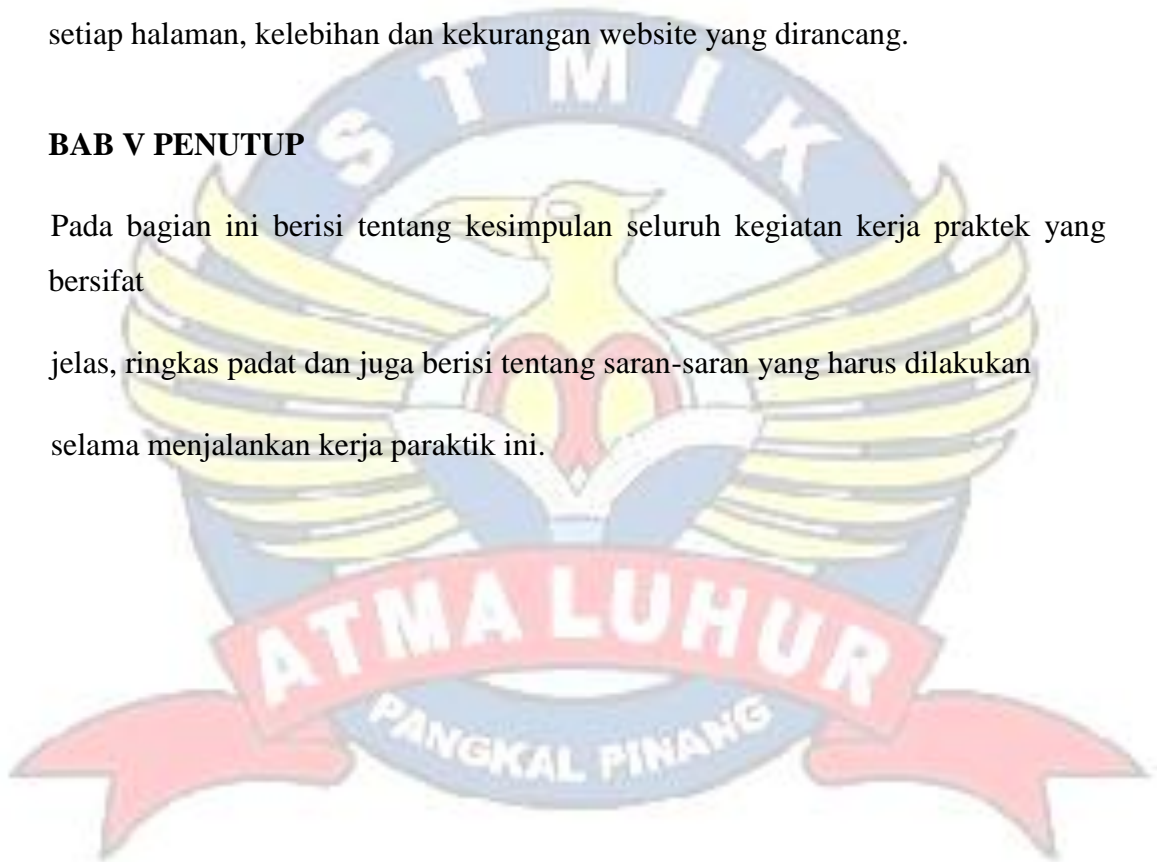 setiap halaman, kelebihan dan kekurangan website yang dirancang.
STMIK
BAB V PENUTUP
Pada bagian ini berisi tentang kesimpulan seluruh kegiatan kerja praktek yang
bersifat
jelas, ringkas padat dan juga berisi tentang saran-saran yang harus dilakukan
selama menjalankan kerja paraktik ini.
ATMA LUHUR
PANGKAL PINANG